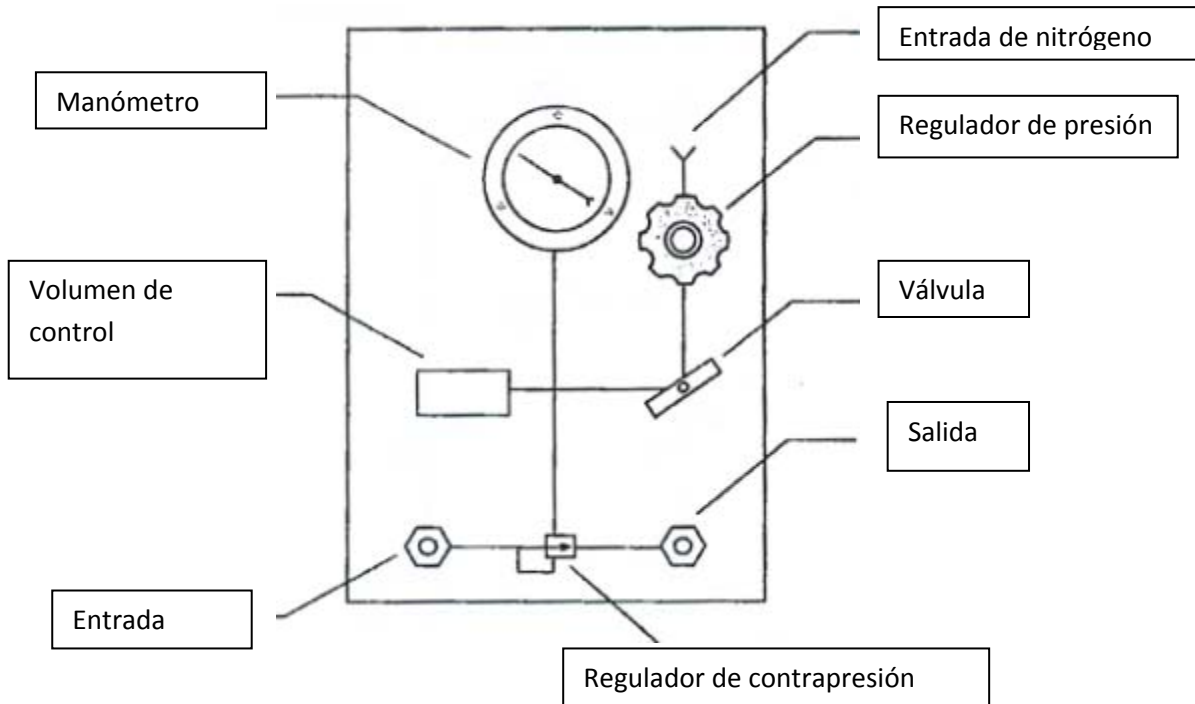 Entrada de nitrógeno
Manómetro
Regulador de presión
Volumen de
control
Válvula
Salida
Entrada
Regulador de contrapresión